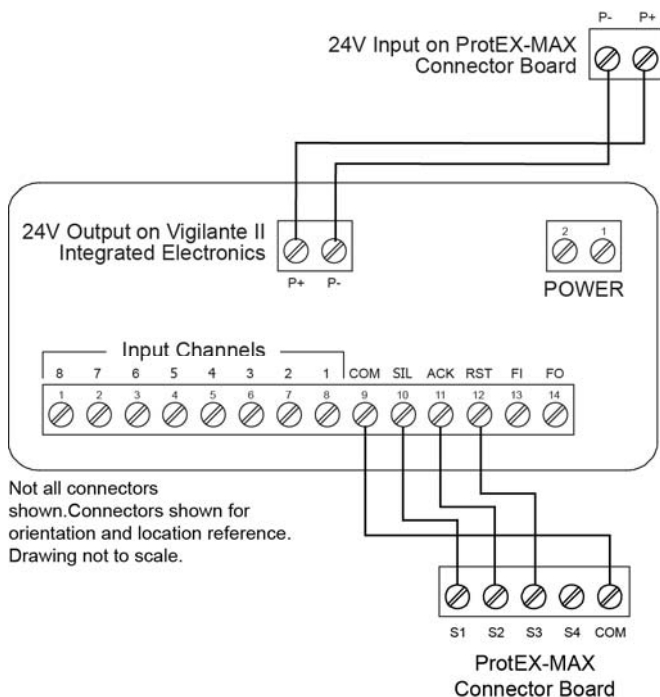 P- P+
24V Input on ProtEX-MAX
Connector Board
24V Output on Vigilante II
Integrated Electronics
P+ P-
2 1
POWER
Input Channels
8 7 6 5 4 3 2 1 COM SIL ACK RST FI FO
1 2 3 4 5 6 7 8 9 10 11 12 13 14
Not all connectors
shown.Connectors shown for
orientation and location reference.
Drawing not to scale.
S1 S2 S3 S4 COM
ProtEX-MAX
Connector Board